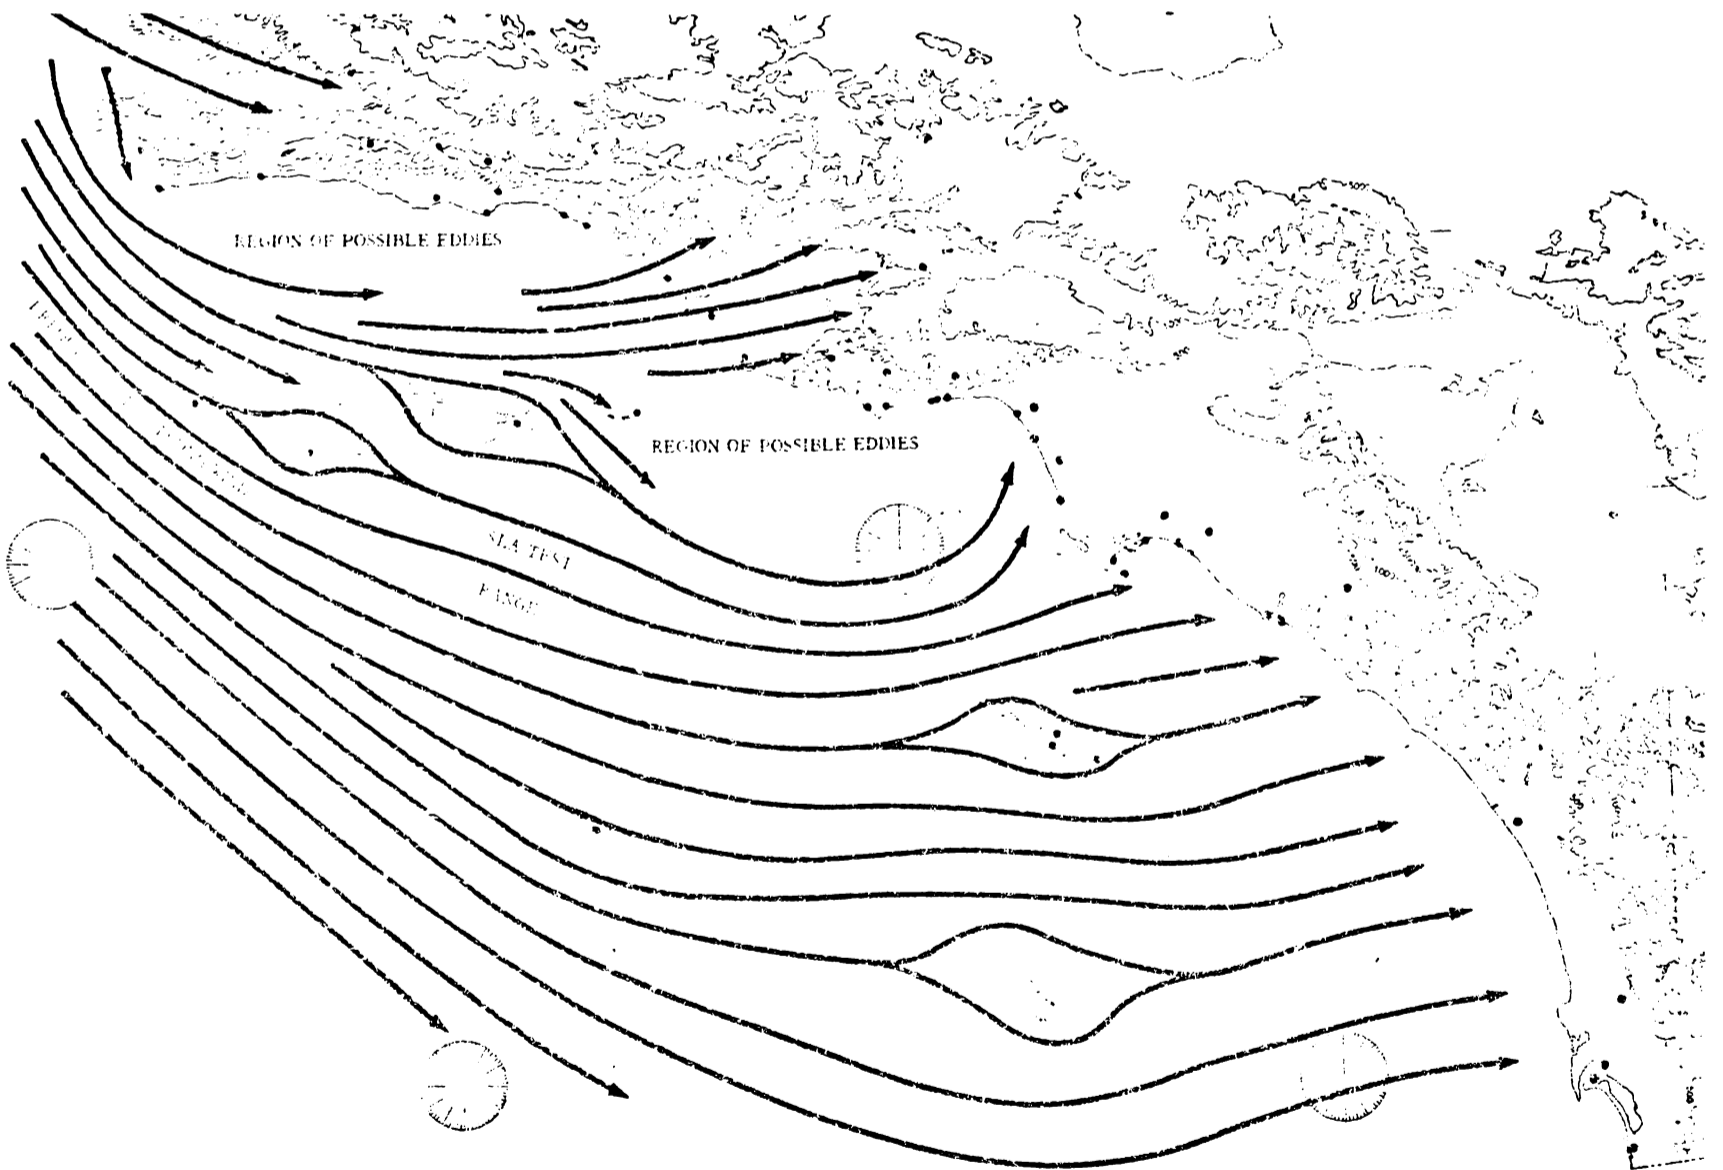 REGION OF POSSIBLE EDDIES
REGION OF POSSIBLE EDDIES
SEA TEST
RANGE